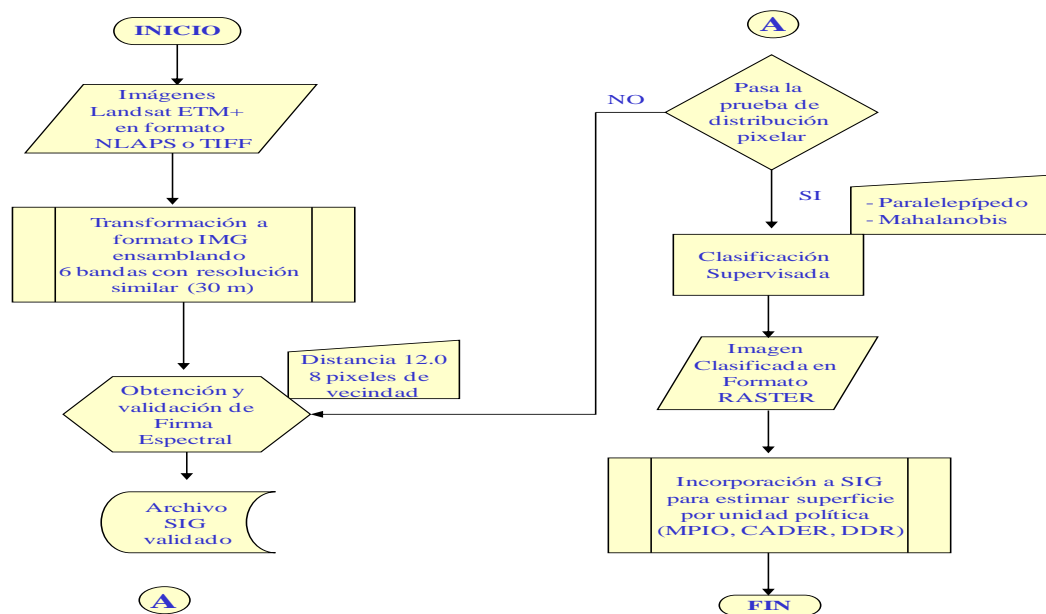 INICIO
Imágenes
Landsat ETM+
en formato
NLAPS o TIFF
Transformación a
formato IMG
ensamblando
6 bandas con resolución
similar (30 m)
Distancia 12.0
8 pixeles de
vecindad
Obtención y
validación de
Firma
Espectral
Archivo
SIG
validado
A
A
Pasa la
prueba de
distribución
pixelar
NO
SI
- Paralelepípedo
- Mahalanobis
Clasificación
Supervisada
Imagen
Clasificada en
Formato
RASTER
Incorporación a SIG
para estimar superficie
por unidad política
(MPIO, CADER, DDR)
FIN